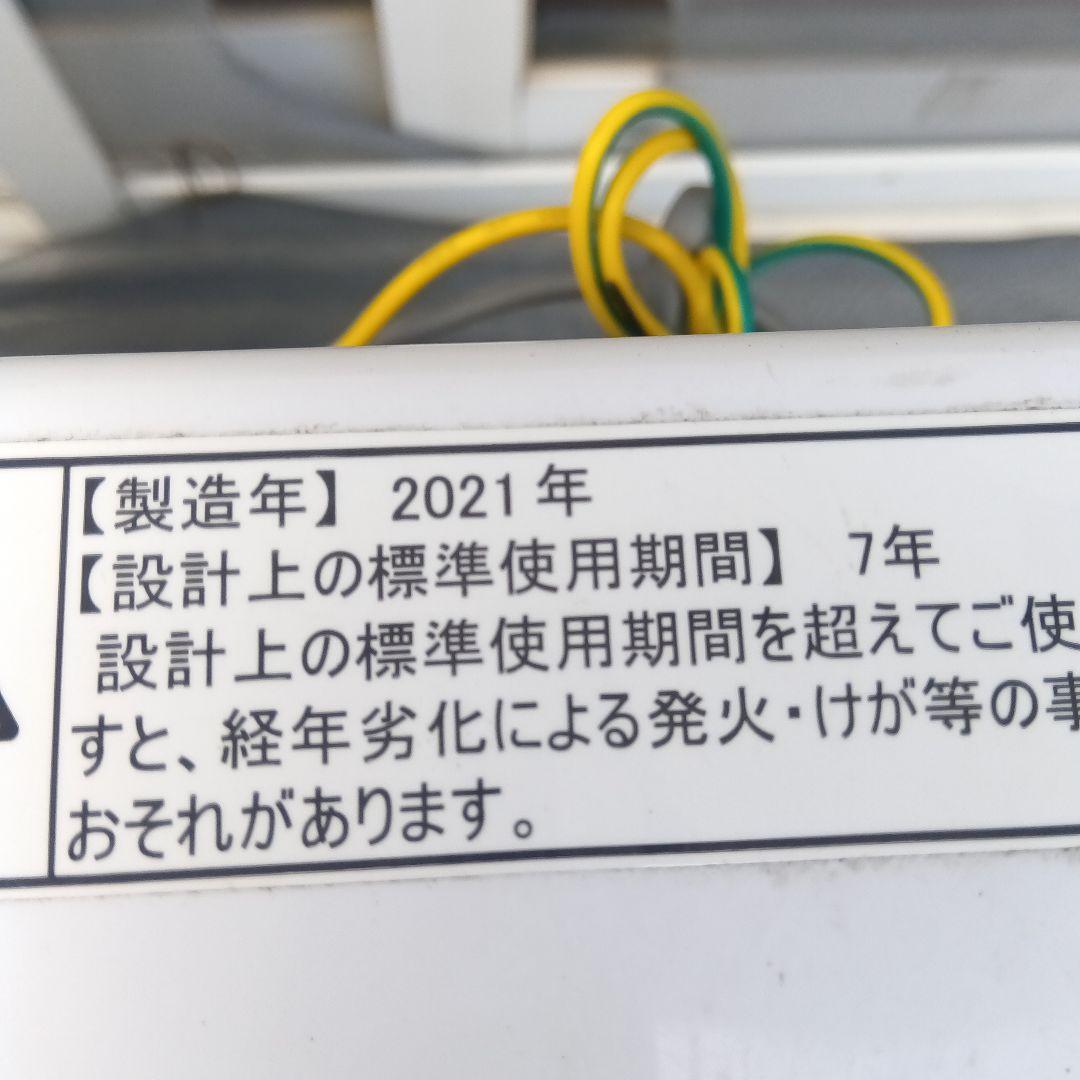 【製造年】 2021年
【設計上の標準使用期間】 7年
設計上の標準使用期間を超えてご使
すと、経年劣化による発火・けが等の事
おそれがあります。